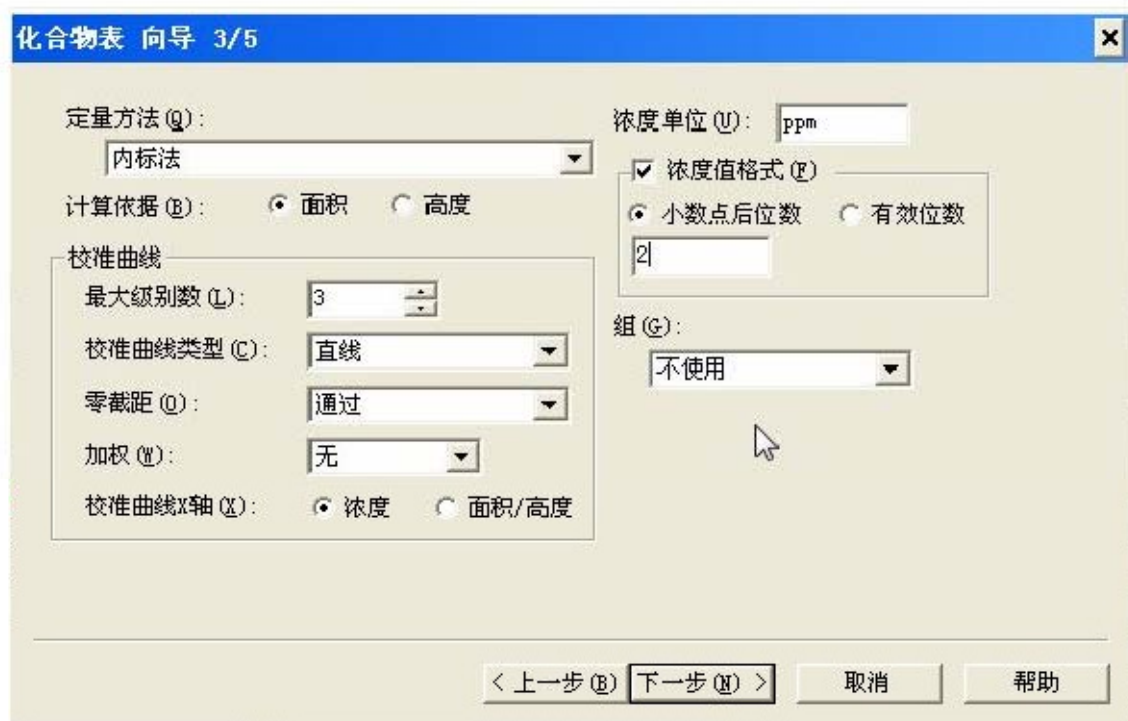 化合物表 向导 3/5
定量方法(Q):
内标法
计算依据(B): 面积 高度
校准曲线
最大级别数(L): 3
校准曲线类型(C): 直线
零截距(O): 通过
加权(W): 无
校准曲线X轴(X): 浓度 面积/高度
浓度单位(U): ppm
浓度值格式(F)
小数点后位数 有效位数
2
组(G):
不使用
< 上一步(B) 下一步(N) > 取消 帮助